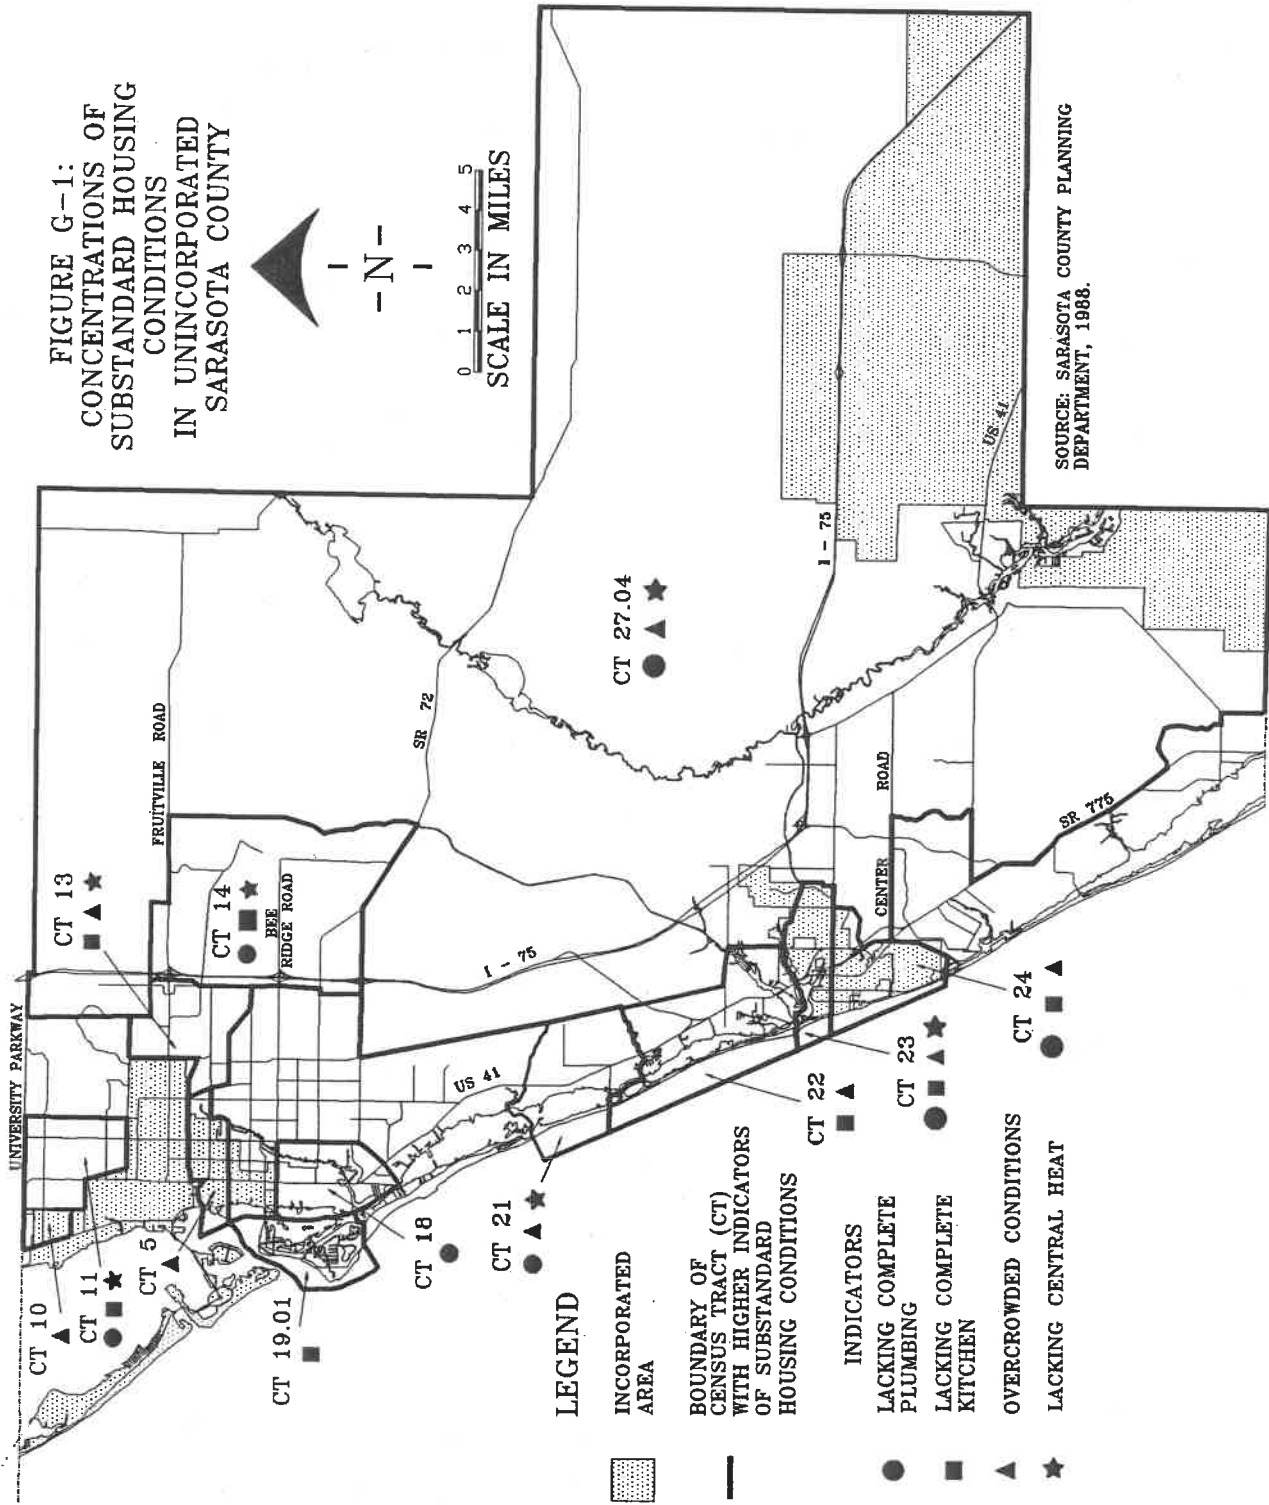 FIGURE G-1:
CONCENTRATIONS OF
SUBSTANDARD HOUSING
CONDITIONS
IN UNINCORPORATED
SARASOTA COUNTY
-N-
0 1 2 3 4 5
SCALE IN MILES
UNIVERSITY PARKWAY
FRUITVILLE ROAD
BEE
RIDGE ROAD
SR 72
I-75
US 41
I-75
CENTER ROAD
US 41
SR 775
CT 10
CT 11
CT 5
CT 13
CT 14
CT 19.01
CT 18
CT 21
CT 22
CT 23
CT 24
CT 27.04
LEGEND
INCORPORATED
AREA
BOUNDARY OF
CENSUS TRACT (CT)
WITH HIGHER INDICATORS
OF SUBSTANDARD
HOUSING CONDITIONS
INDICATORS
LACKING COMPLETE
PLUMBING
LACKING COMPLETE
KITCHEN
OVERCROWDED CONDITIONS
LACKING CENTRAL HEAT
SOURCE: SARASOTA COUNTY PLANNING
DEPARTMENT, 1988.